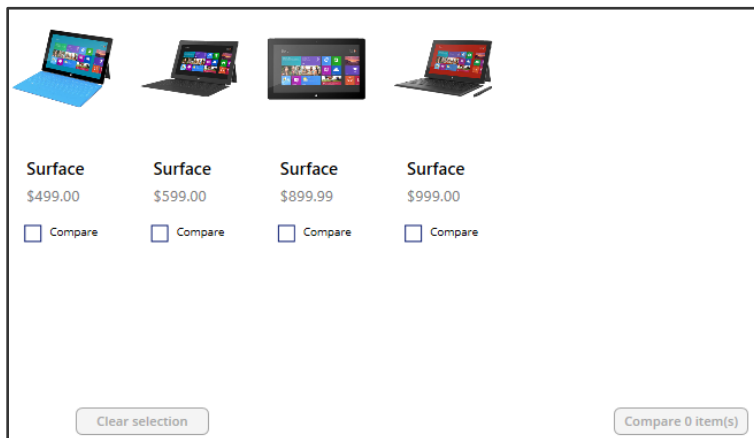 Surface Surface Surface Surface
$499.00 $599.00 $899.99 $999.00
Compare Compare Compare Compare
Clear selection Compare 0 item(s)